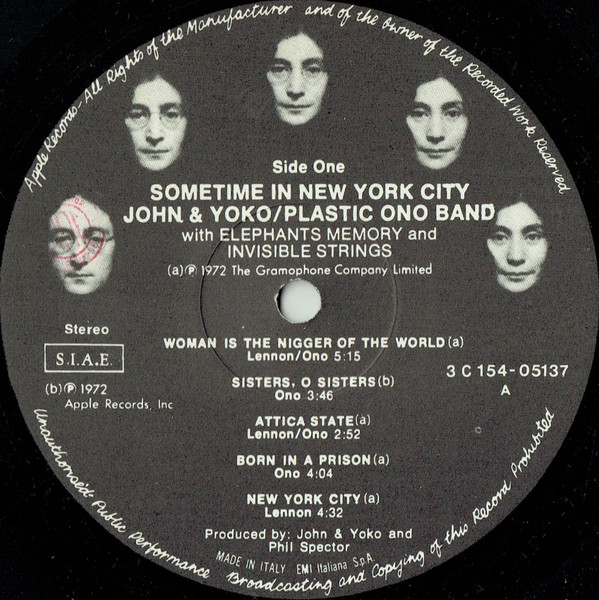 Apple Records-All Rights of the Manufacturer and of the Owner of the Recorded Work Reserved
Side One
SOMETIME IN NEW YORK CITY
JOHN & YOKO/PLASTIC ONO BAND
with ELEPHANTS MEMORY and
INVISIBLE STRINGS
(a)℗ 1972 The Gramophone Company Limited
Stereo
S.I.A.E.
(b)℗ 1972
Apple Records, Inc
WOMAN IS THE NIGGER OF THE WORLD(a)
Lennon/Ono 5:15
3 C 154-05137
A
SISTERS, O SISTERS(b)
Ono 3:46
ATTICA STATE(a)
Lennon/Ono 2:52
BORN IN A PRISON(a)
Ono 4:04
NEW YORK CITY(a)
Lennon 4:32
Produced by: John & Yoko and
Phil Spector
MADE IN ITALY EMI Italiana S.p.A.
Unauthorised Public Performance Broadcasting and Copying of this Record Prohibited